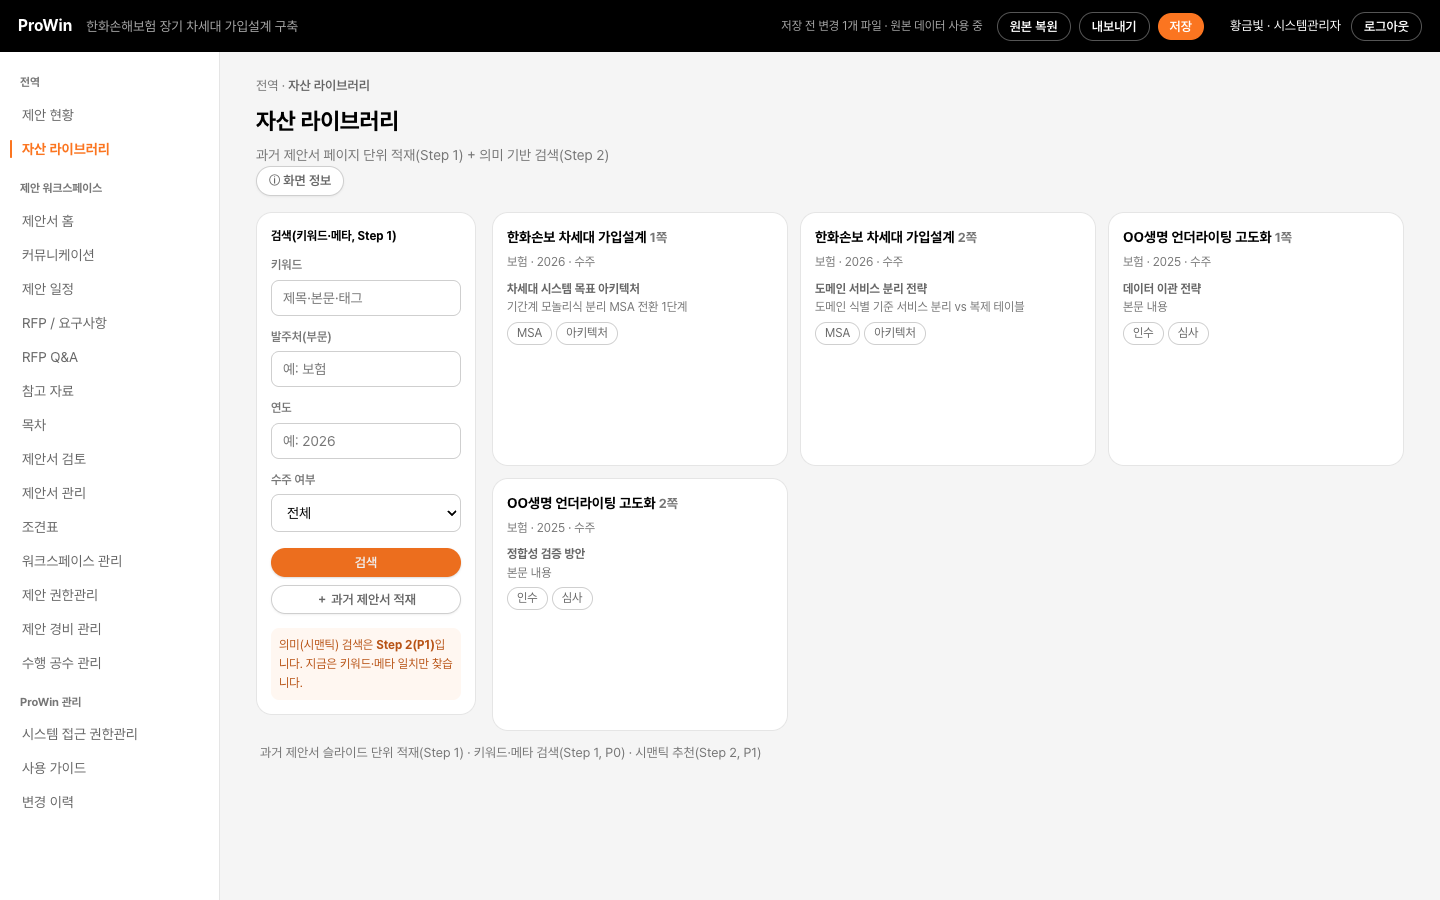 ProWin 한화손해보험 장기 차세대 가입설계 구축 저장 전 변경 1개 파일 · 원본 데이터 사용 중 원본 복원 내보내기 저장 황금빛 · 시스템관리자 로그아웃
전역
제안 현황
자산 라이브러리
제안 워크스페이스
제안서 홈
커뮤니케이션
제안 일정
RFP / 요구사항
RFP Q&A
참고 자료
목차
제안서 검토
제안서 관리
조견표
워크스페이스 관리
제안 권한관리
제안 경비 관리
수행 공수 관리
ProWin 관리
시스템 접근 권한관리
사용 가이드
변경 이력
전역 · 자산 라이브러리
자산 라이브러리
과거 제안서 페이지 단위 적재(Step 1) + 의미 기반 검색(Step 2)
ⓘ 화면 정보
검색(키워드·메타, Step 1)
키워드
제목·본문·태그
발주처(부문)
예: 보험
연도
예: 2026
수주 여부
전체
검색
+ 과거 제안서 적재
의미(시맨틱) 검색은 Step 2(P1)입
니다. 지금은 키워드·메타 일치만 찾습
니다.
한화손보 차세대 가입설계 1쪽
보험 · 2026 · 수주
차세대 시스템 목표 아키텍처
기간계 모놀리식 분리 MSA 전환 1단계
MSA 아키텍처
한화손보 차세대 가입설계 2쪽
보험 · 2026 · 수주
도메인 서비스 분리 전략
도메인 식별 기준 서비스 분리 vs 복제 테이블
MSA 아키텍처
OO생명 언더라이팅 고도화 1쪽
보험 · 2025 · 수주
데이터 이관 전략
본문 내용
인수 심사
OO생명 언더라이팅 고도화 2쪽
보험 · 2025 · 수주
정합성 검증 방안
본문 내용
인수 심사
과거 제안서 슬라이드 단위 적재(Step 1) · 키워드·메타 검색(Step 1, P0) · 시맨틱 추천(Step 2, P1)